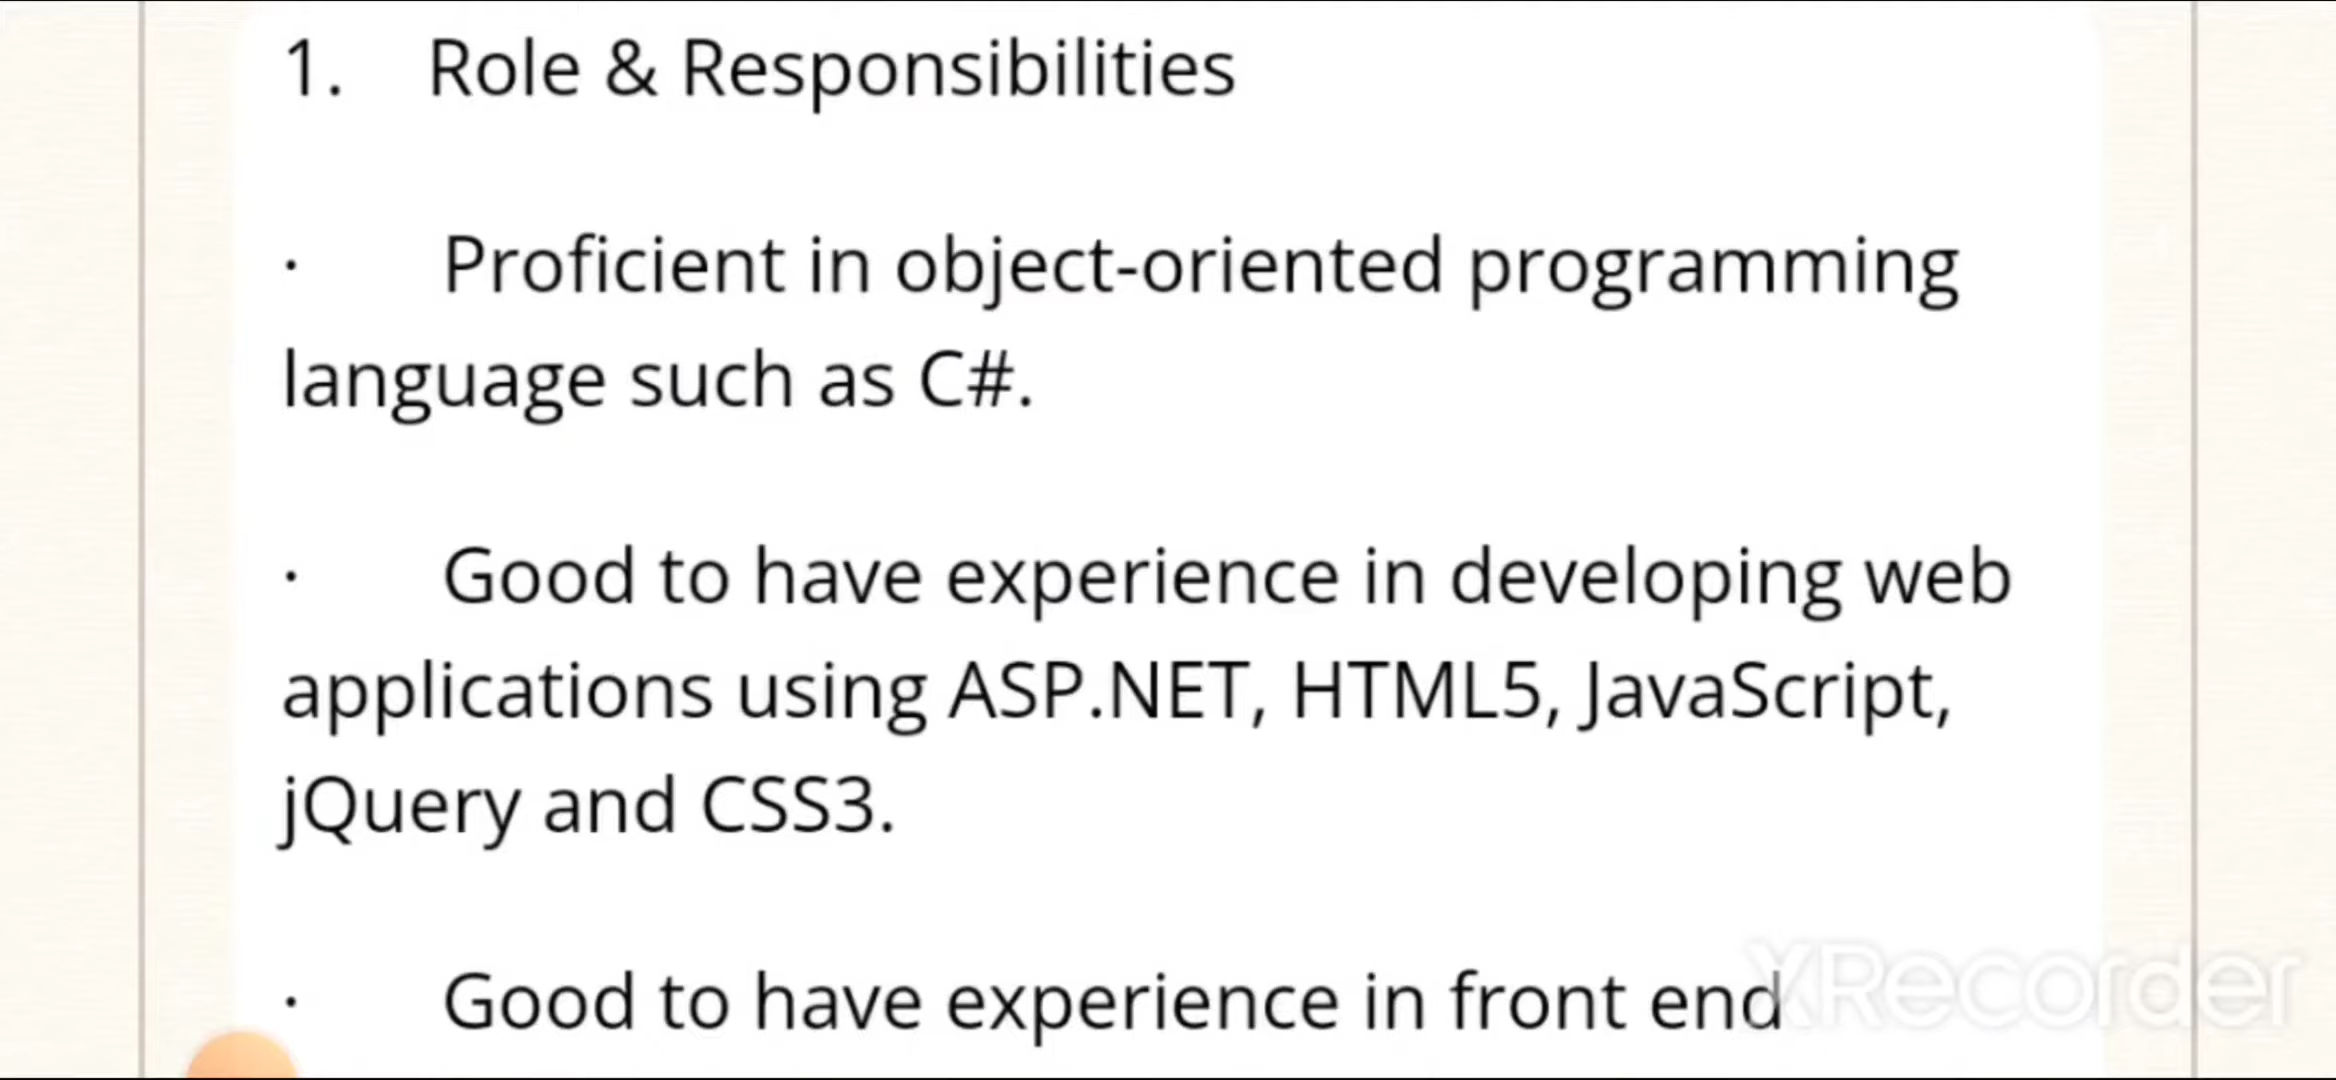 1. Role & Responsibilities
· Proficient in object-oriented programming
language such as C#.
· Good to have experience in developing web
applications using ASP.NET, HTML5, JavaScript,
jQuery and CSS3.
· Good to have experience in front end
XRecorder